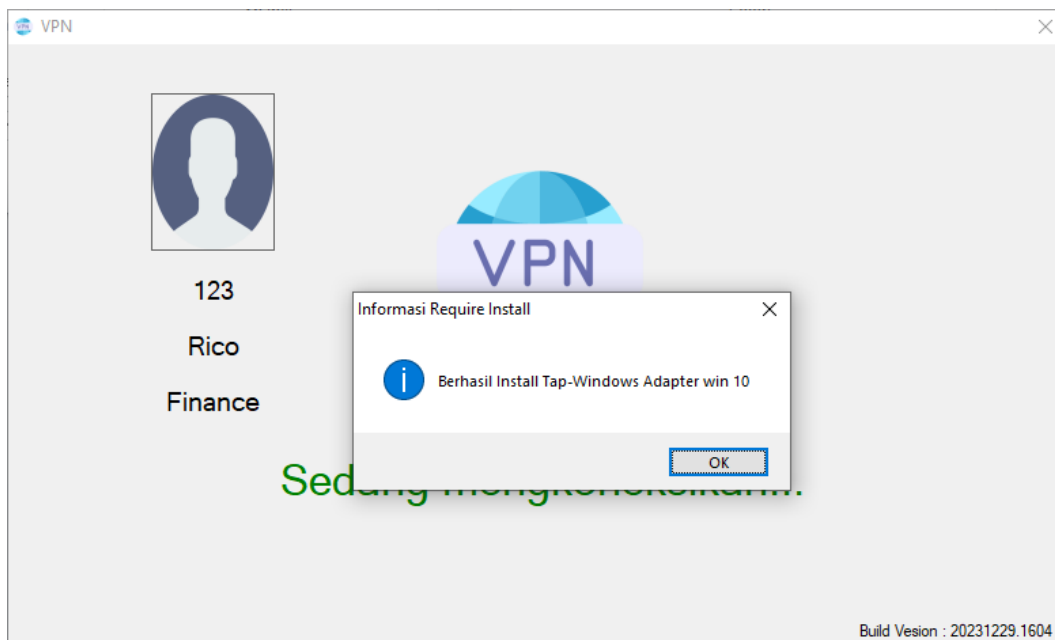 VPN
VPN
123
Rico
Finance
Informasi Require Install
Berhasil Install Tap-Windows Adapter win 10
OK
Build Vesion : 20231229.1604